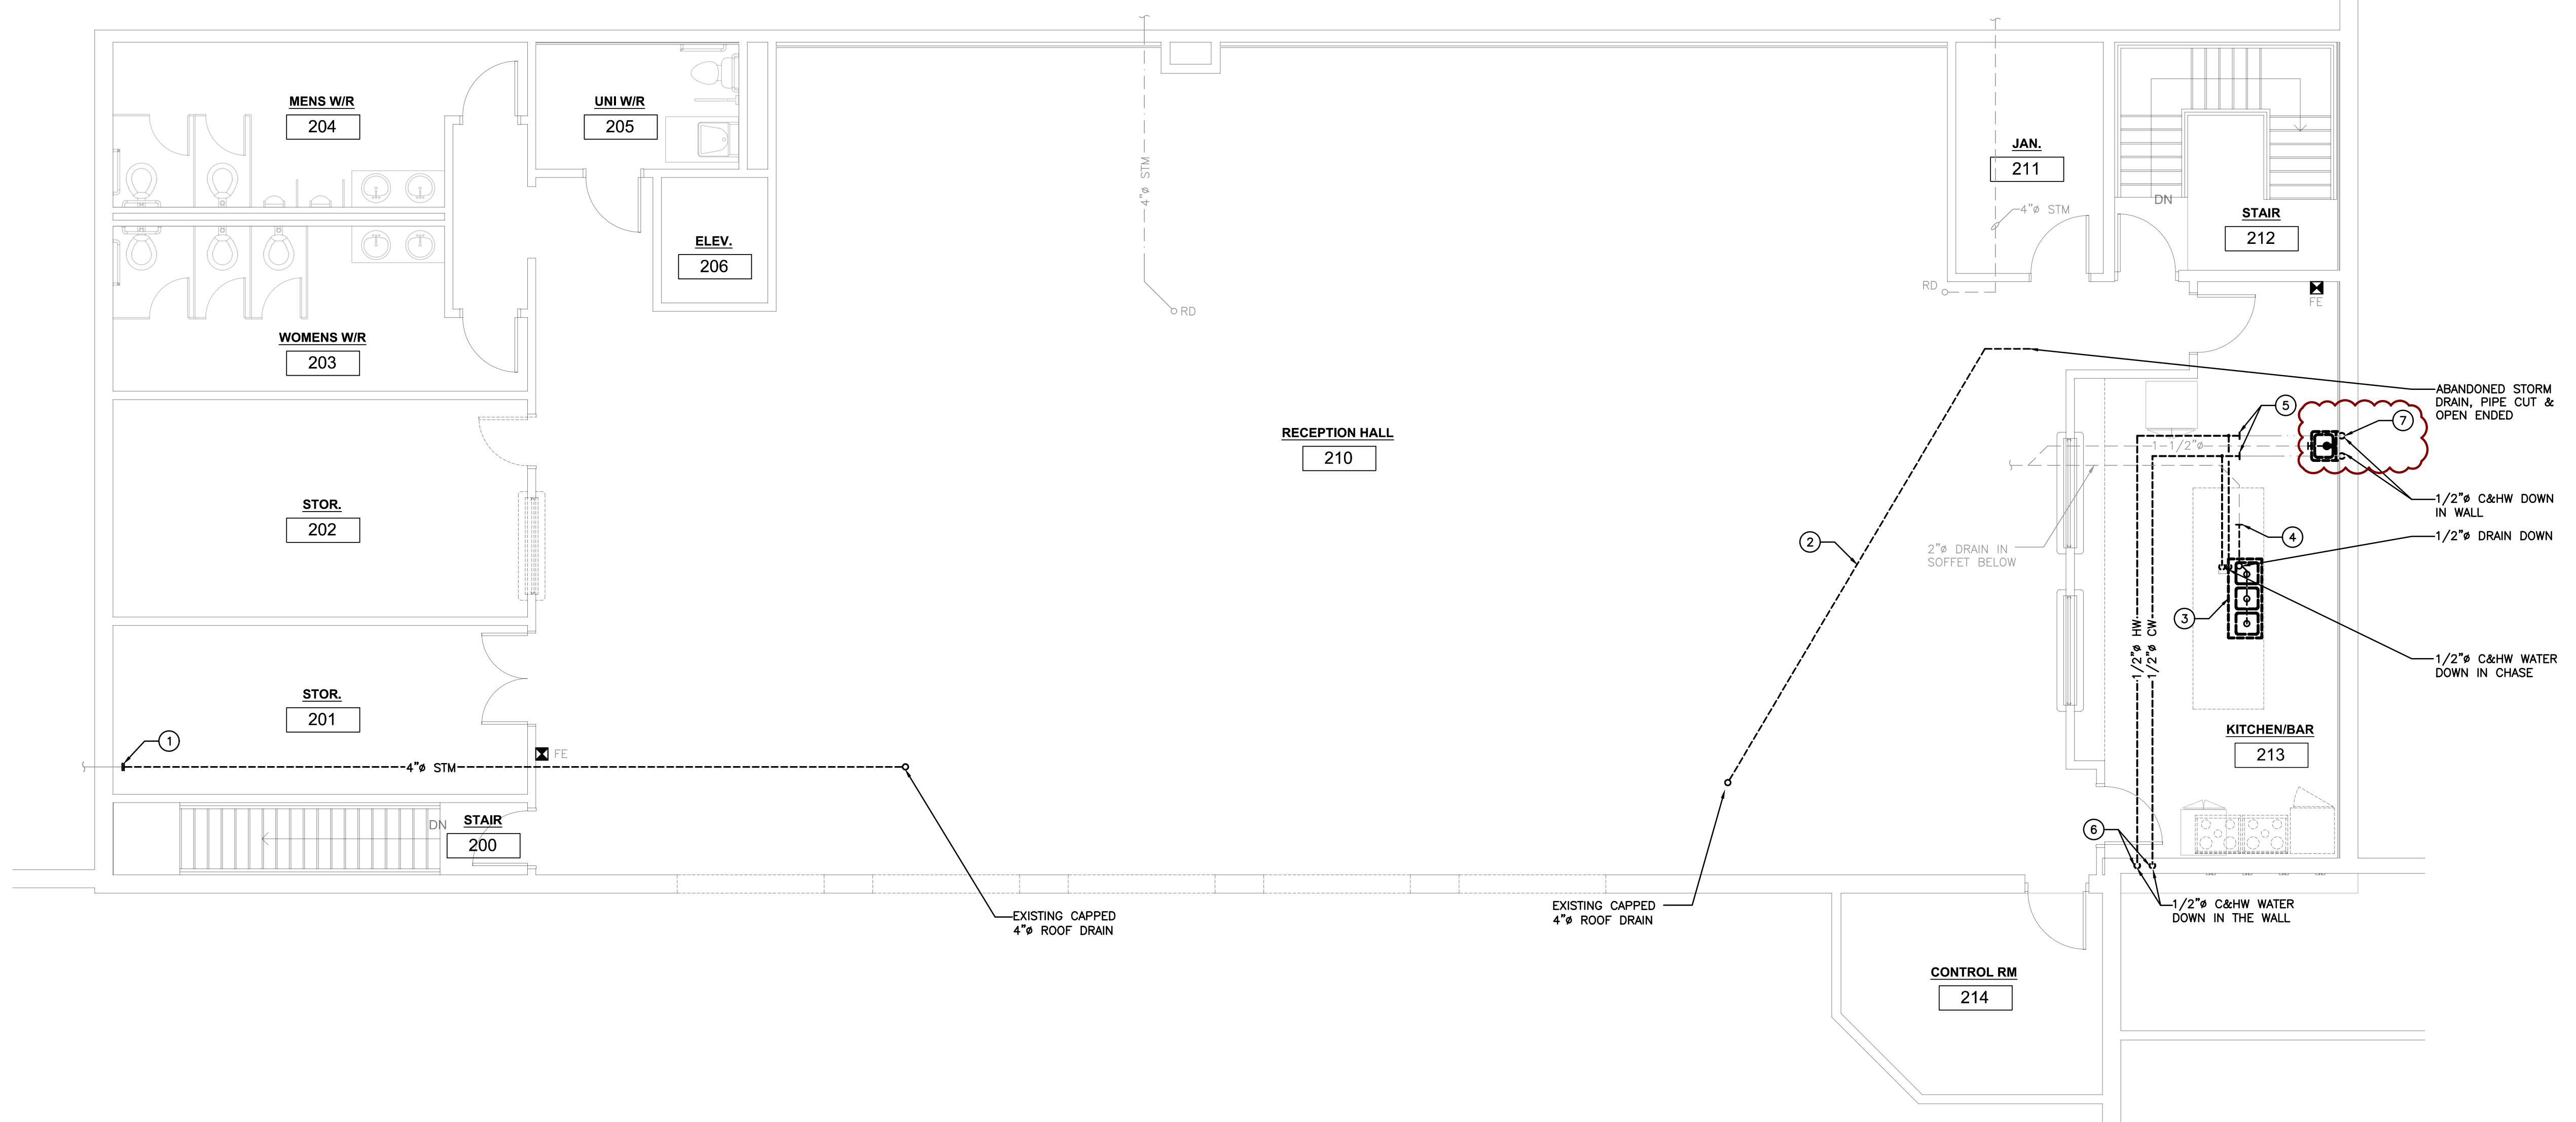 MENS W/R
204
UNI W/R
205
4"ø STM
JAN.
211
4"ø STM
DN
STAIR
212
ELEV.
206
RD
RD
FE
WOMENS W/R
203
ABANDONED STORM
DRAIN, PIPE CUT &
OPEN ENDED
5
7
RECEPTION HALL
210
1-1/2"ø
1/2"ø C&HW DOWN
IN WALL
STOR.
202
2
2"ø DRAIN IN
SOFFET BELOW
4
1/2"ø DRAIN DOWN
3
1/2"ø HW
1/2"ø CW
1/2"ø C&HW WATER
DOWN IN CHASE
STOR.
201
1
KITCHEN/BAR
213
FE
4"ø STM
DN
STAIR
200
6
EXISTING CAPPED
4"ø ROOF DRAIN
EXISTING CAPPED
4"ø ROOF DRAIN
1/2"ø C&HW WATER
DOWN IN THE WALL
CONTROL RM
214